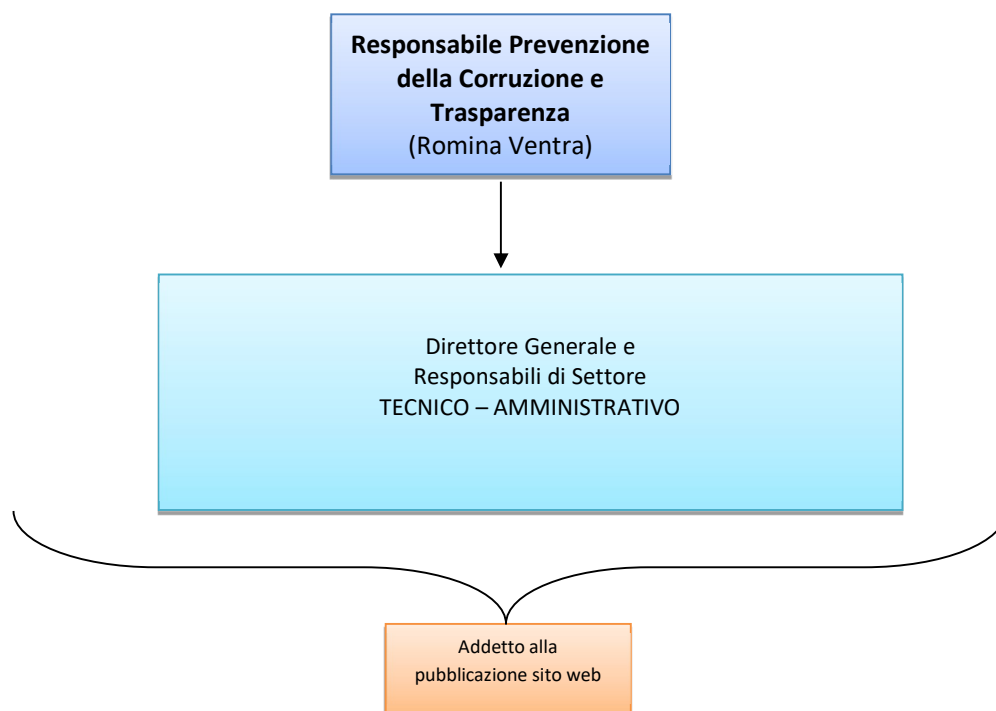 Responsabile Prevenzione
della Corruzione e
Trasparenza
(Romina Ventra)
Direttore Generale e
Responsabili di Settore
TECNICO – AMMINISTRATIVO
Addetto alla
pubblicazione sito web